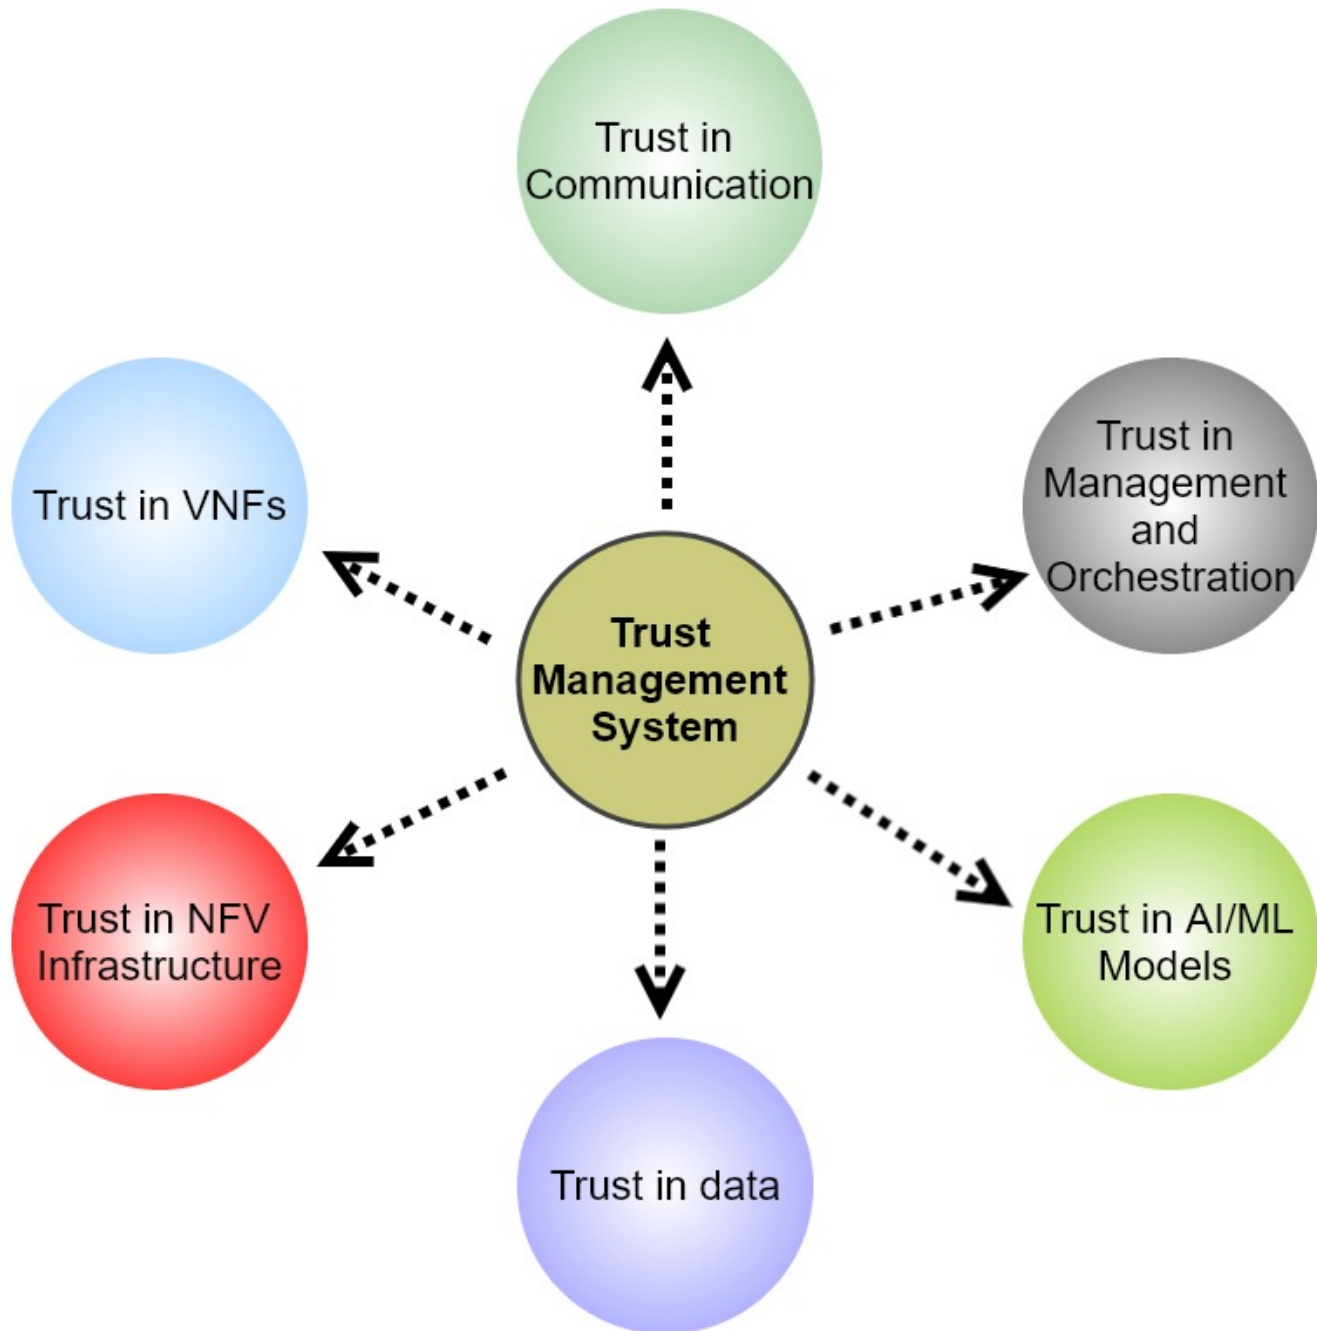 Trust in
Communication
Trust in VNFs
Trust in
Management
and
Orchestration
Trust
Management
System
Trust in NFV
Infrastructure
Trust in AI/ML
Models
Trust in data